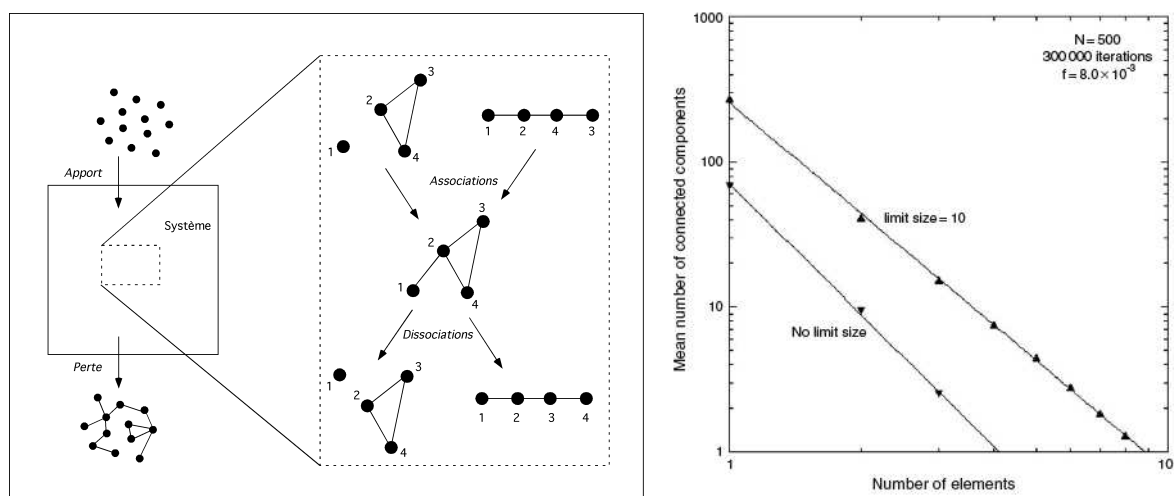 Apport
Système
Perte
3
2
1
4
1 2 4 3
Associations
3
2
1
4
Dissociations
3
1
2
4
1 2 3 4
1000
100
10
1
1
10
N = 500
300 000 iterations
f = 8.0 × 10⁻³
limit size = 10
No limit size
Mean number of connected components
Number of elements